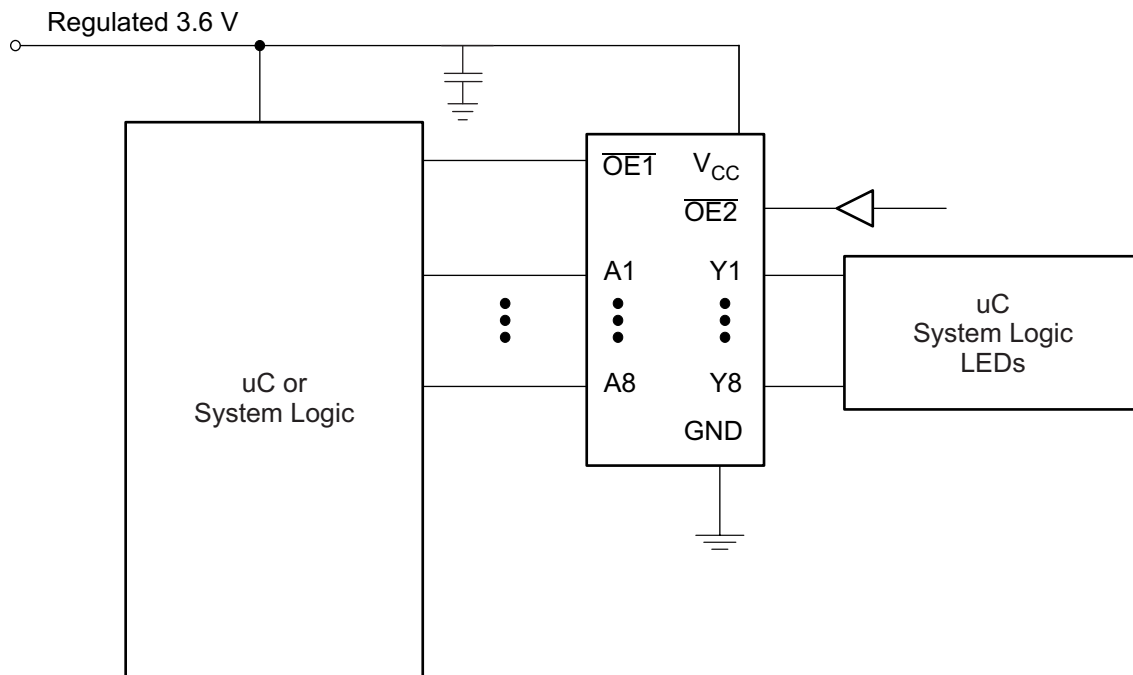 Regulated 3.6 V
OE1
VCC
OE2
A1
Y1
A8
Y8
GND
uC or
System Logic
uC
System Logic
LEDs